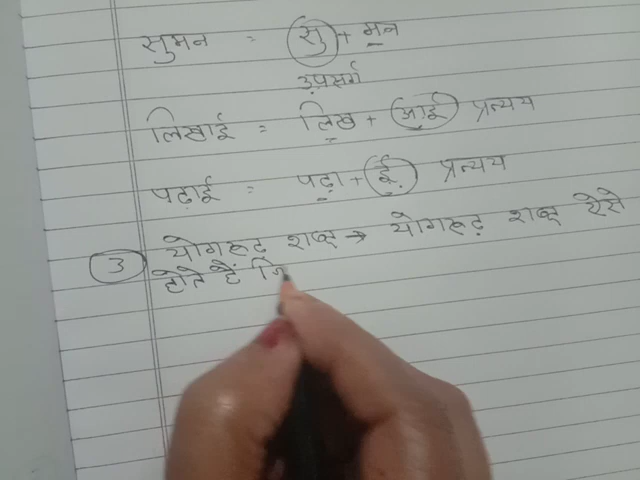 सुमन = सु + मन
उपसर्ग
लिखाई = लिख + आई प्रत्यय
पढ़ाई = पढ़ा + ई प्रत्यय
3 योगरूढ़ शब्द → योगरूढ़ शब्द ऐसे
होते हैं